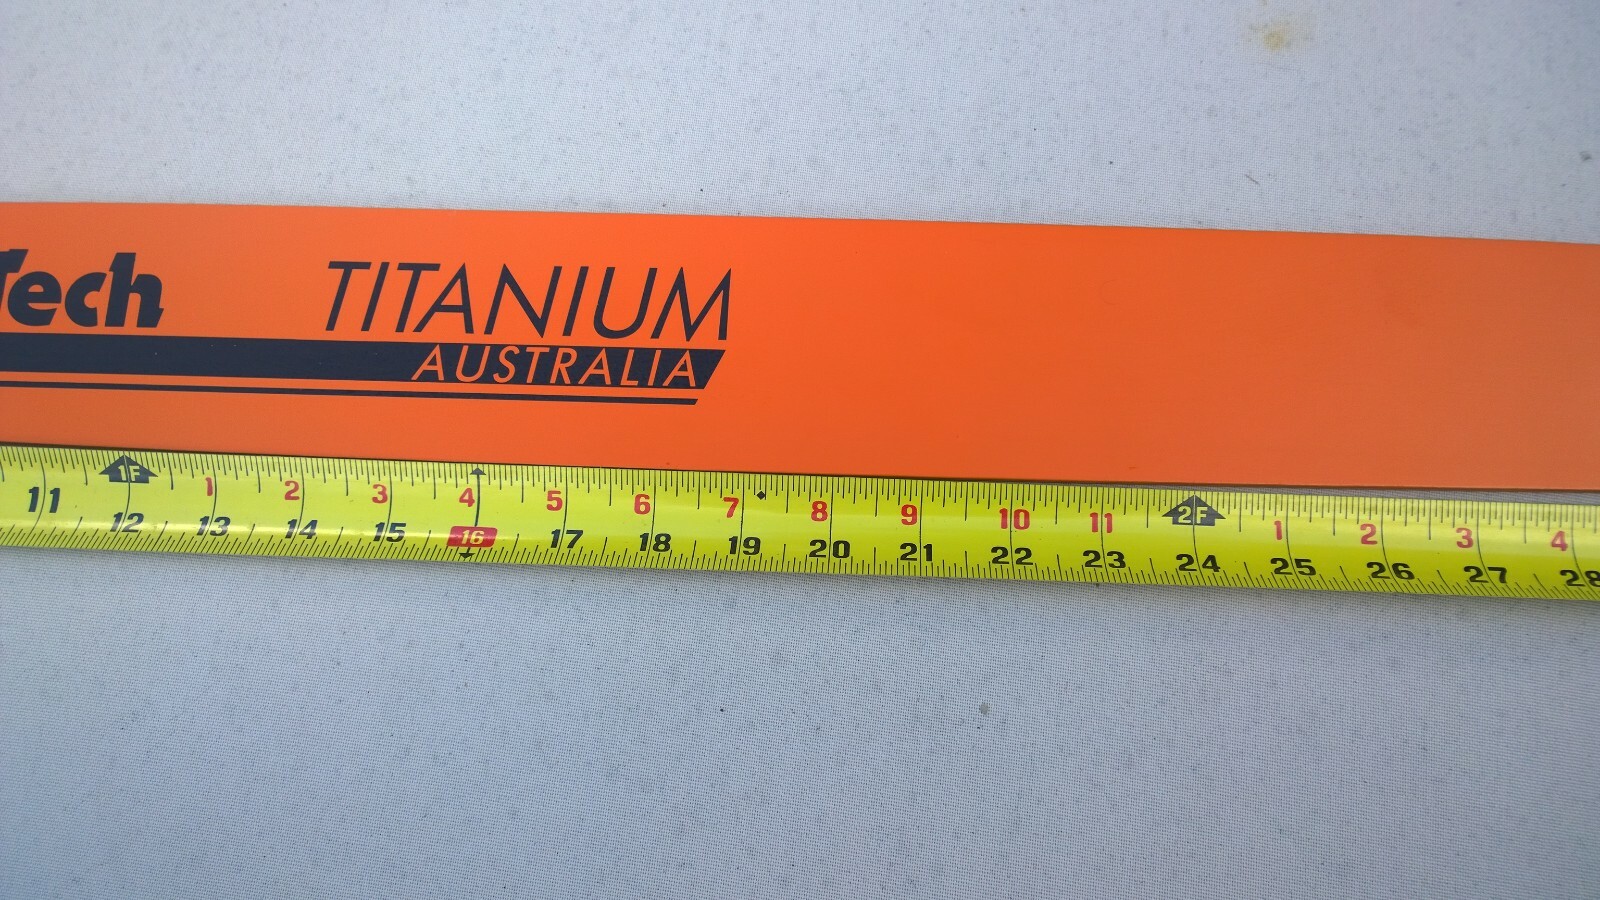 Tech TITANIUM
AUSTRALIA
1F 1 2 3 4 5 6 7 8 9 10 11 2F 1 2 3 4
11 12 13 14 15 16 17 18 19 20 21 22 23 24 25 26 27 28